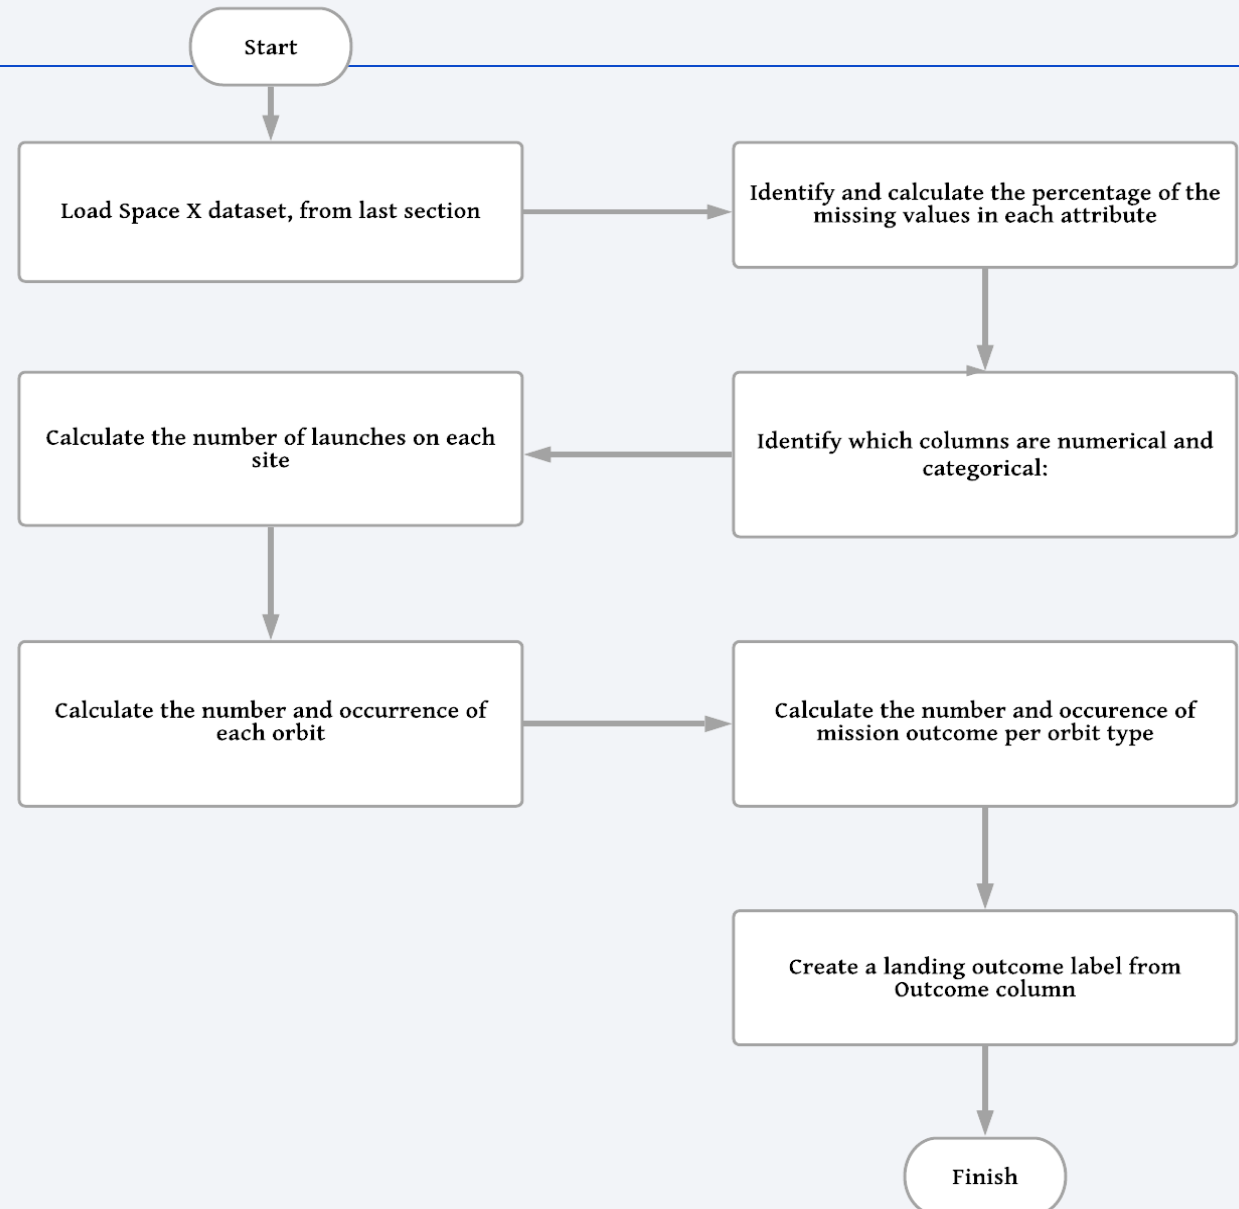 Start
Load Space X dataset, from last section
Identify and calculate the percentage of the
missing values in each attribute
Identify which columns are numerical and
categorical:
Calculate the number of launches on each
site
Calculate the number and occurrence of
each orbit
Calculate the number and occurence of
mission outcome per orbit type
Create a landing outcome label from
Outcome column
Finish